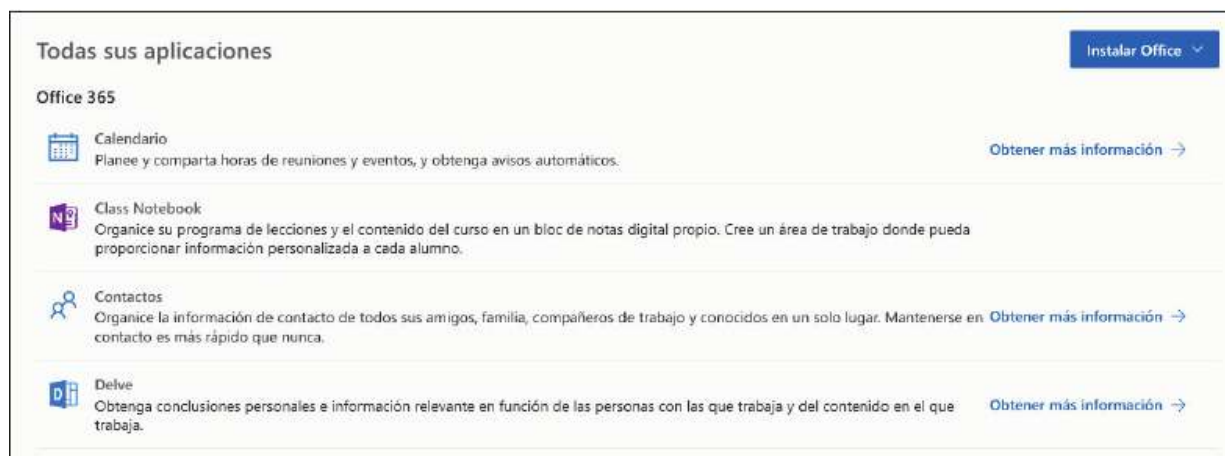 Todas sus aplicaciones
Instalar Office
Office 365
Calendario
Planee y comparta horas de reuniones y eventos, y obtenga avisos automáticos.
Obtener más información →
Class Notebook
Organice su programa de lecciones y el contenido del curso en un bloc de notas digital propio. Cree un área de trabajo donde pueda
proporcionar información personalizada a cada alumno.
Contactos
Organice la información de contacto de todos sus amigos, familia, compañeros de trabajo y conocidos en un solo lugar. Mantenerse en
contacto es más rápido que nunca.
Obtener más información →
Delve
Obtenga conclusiones personales e información relevante en función de las personas con las que trabaja y del contenido en el que
trabaja.
Obtener más información →